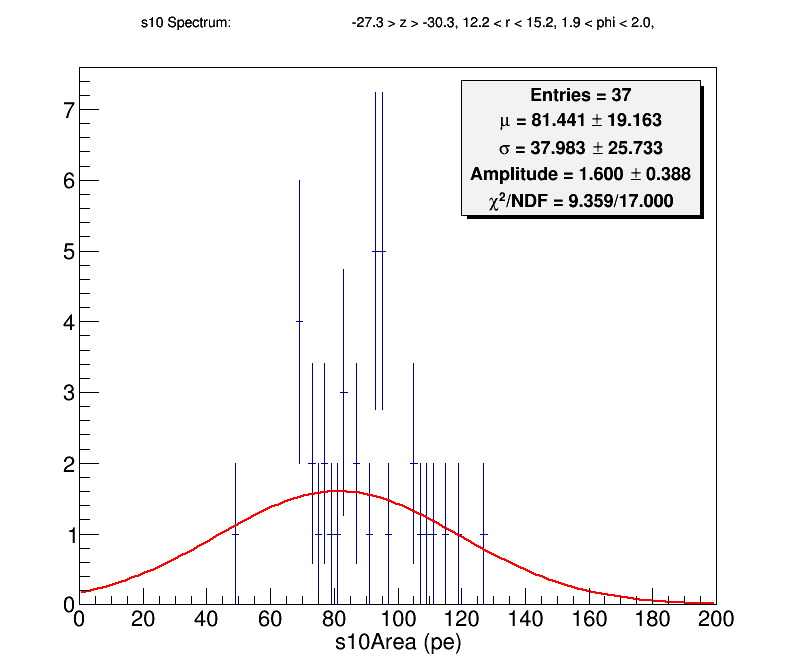 s10 Spectrum: -27.3 > z > -30.3, 12.2 < r < 15.2, 1.9 < phi < 2.0,
Entries = 37
μ = 81.441 ± 19.163
σ = 37.983 ± 25.733
Amplitude = 1.600 ± 0.388
χ²/NDF = 9.359/17.000
7
6
5
4
3
2
1
0
0 20 40 60 80 100 120 140 160 180 200
s10Area (pe)